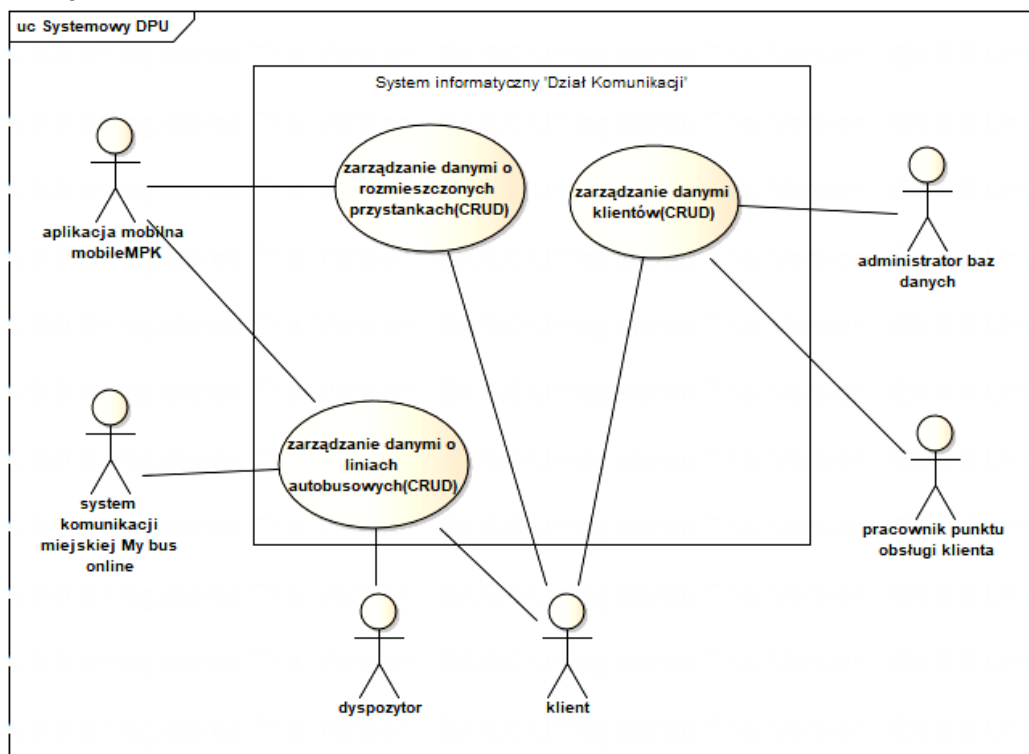 uc Systemowy DPU
System informatyczny 'Dział Komunikacji'
zarządzanie danymi o
rozmieszczonych
przystankach(CRUD)
zarządzanie danymi
klientów(CRUD)
aplikacja mobilna
mobileMPK
administrator baz
danych
zarządzanie danymi o
liniach
autobusowych(CRUD)
system
komunikacji
miejskiej My bus
online
pracownik punktu
obsługi klienta
dyspozytor
klient